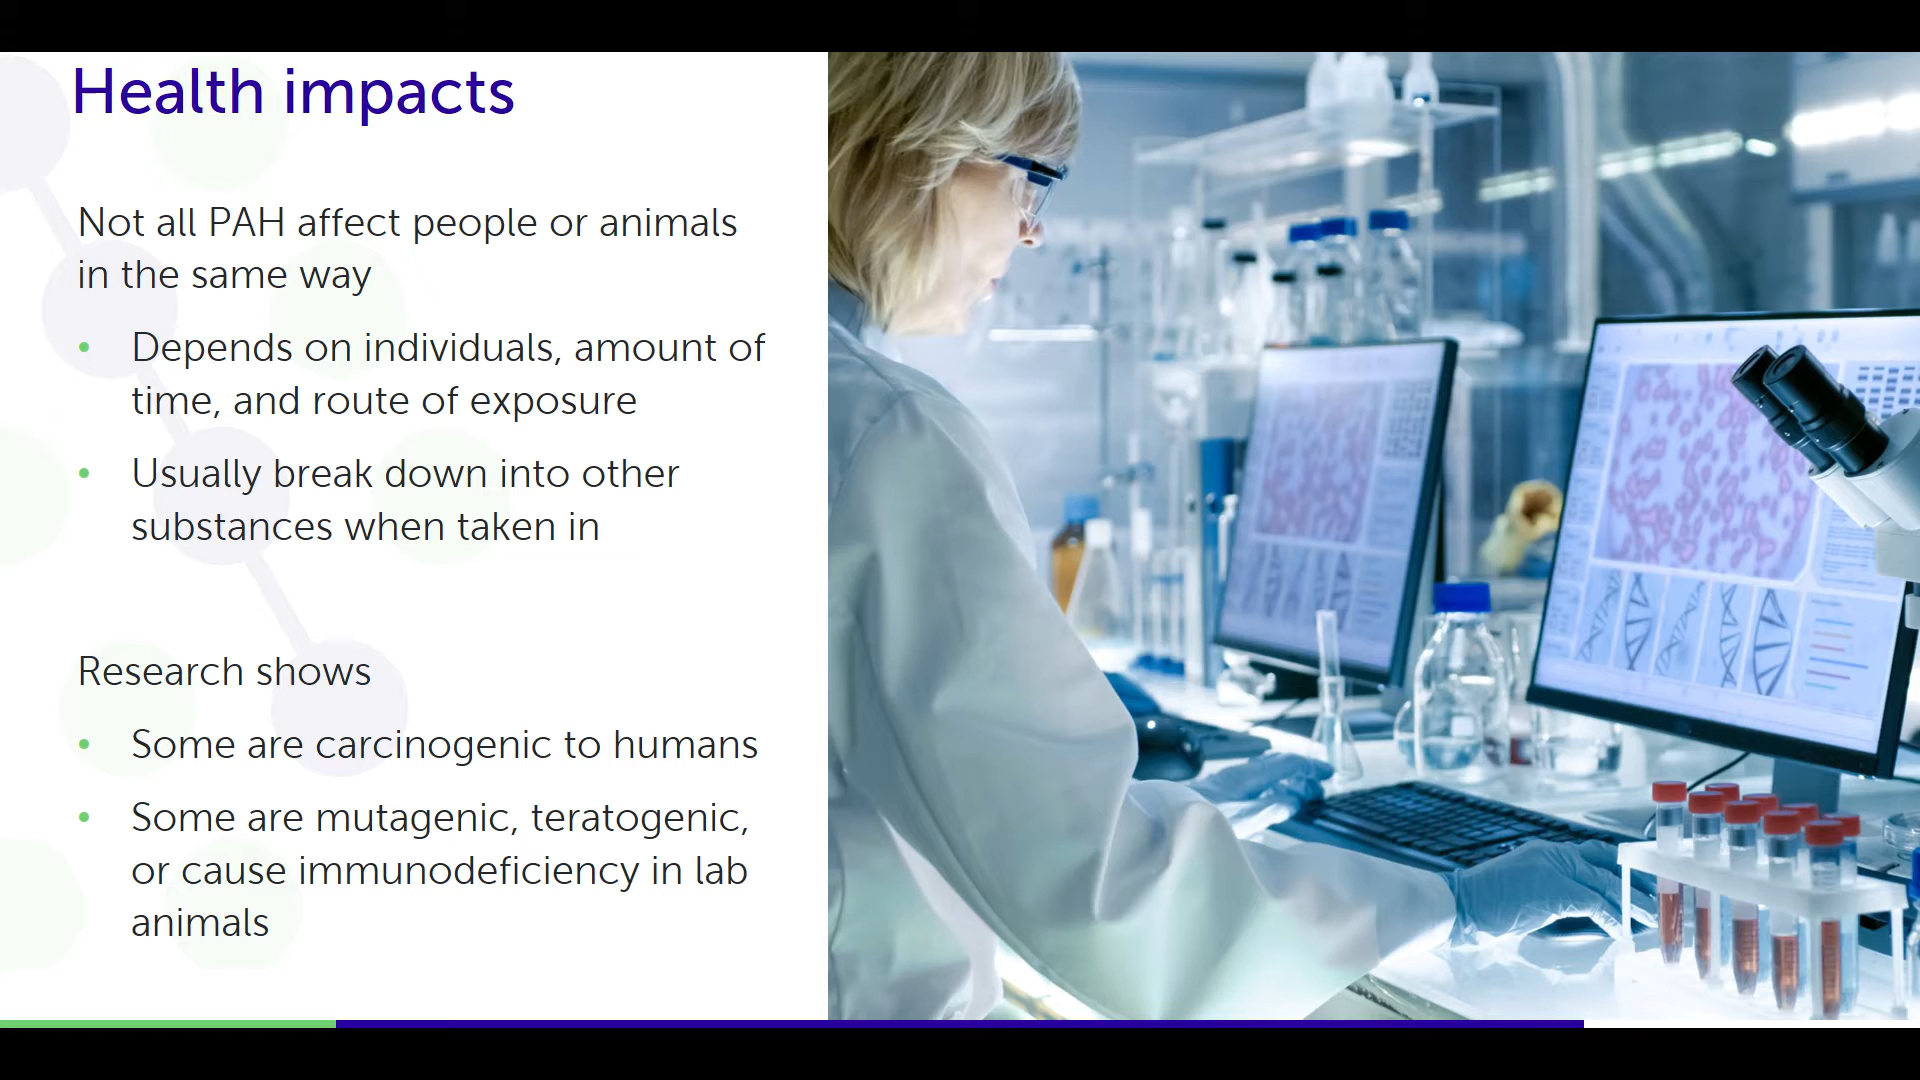 Health impacts
Not all PAH affect people or animals
in the same way
• Depends on individuals, amount of
time, and route of exposure
• Usually break down into other
substances when taken in
Research shows
• Some are carcinogenic to humans
• Some are mutagenic, teratogenic,
or cause immunodeficiency in lab
animals